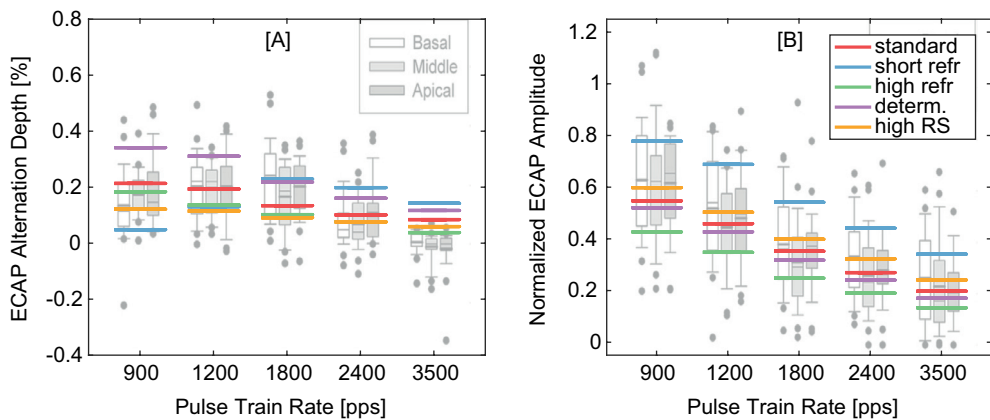 [A]
ECAP Alternation Depth [%]
0.8
0.6
0.4
0.2
0
-0.2
-0.4
Basal
Middle
Apical
900 1200 1800 2400 3500
Pulse Train Rate [pps]
[B]
Normalized ECAP Amplitude
1.2
1
0.8
0.6
0.4
0.2
0
standard
short refr
high refr
determ.
high RS
900 1200 1800 2400 3500
Pulse Train Rate [pps]